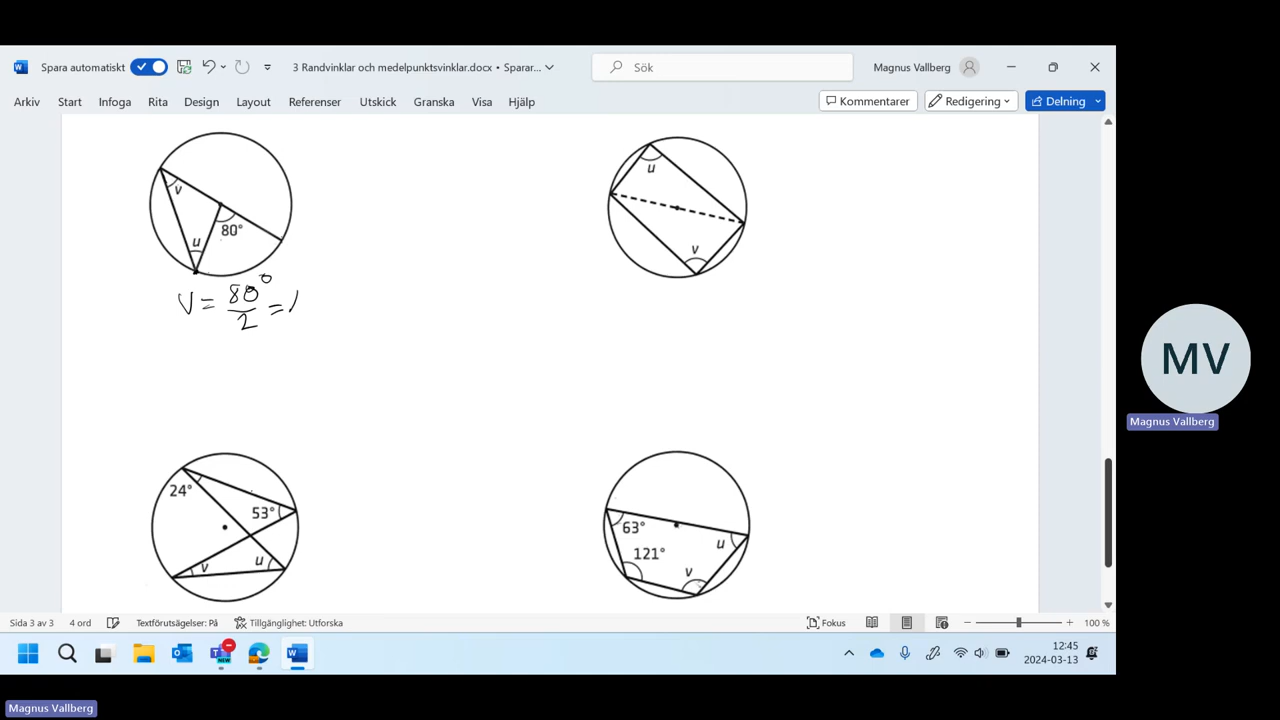 Spara automatiskt
3 Randvinklar och medelpunktsvinklar.docx • Sparar...
Sök
Magnus Vallberg
Arkiv Start Infoga Rita Design Layout Referenser Utskick Granska Visa Hjälp
Kommentarer Redigering Delning
v
u
80°
u
v
V = 80°/2 =
24°
53°
v
u
63°
121°
u
v
MV
Magnus Vallberg
Sida 3 av 3 4 ord Textförutsägelser: På Tillgänglighet: Utforska Fokus 100 %
NEW
12:45
2024-03-13
Magnus Vallberg